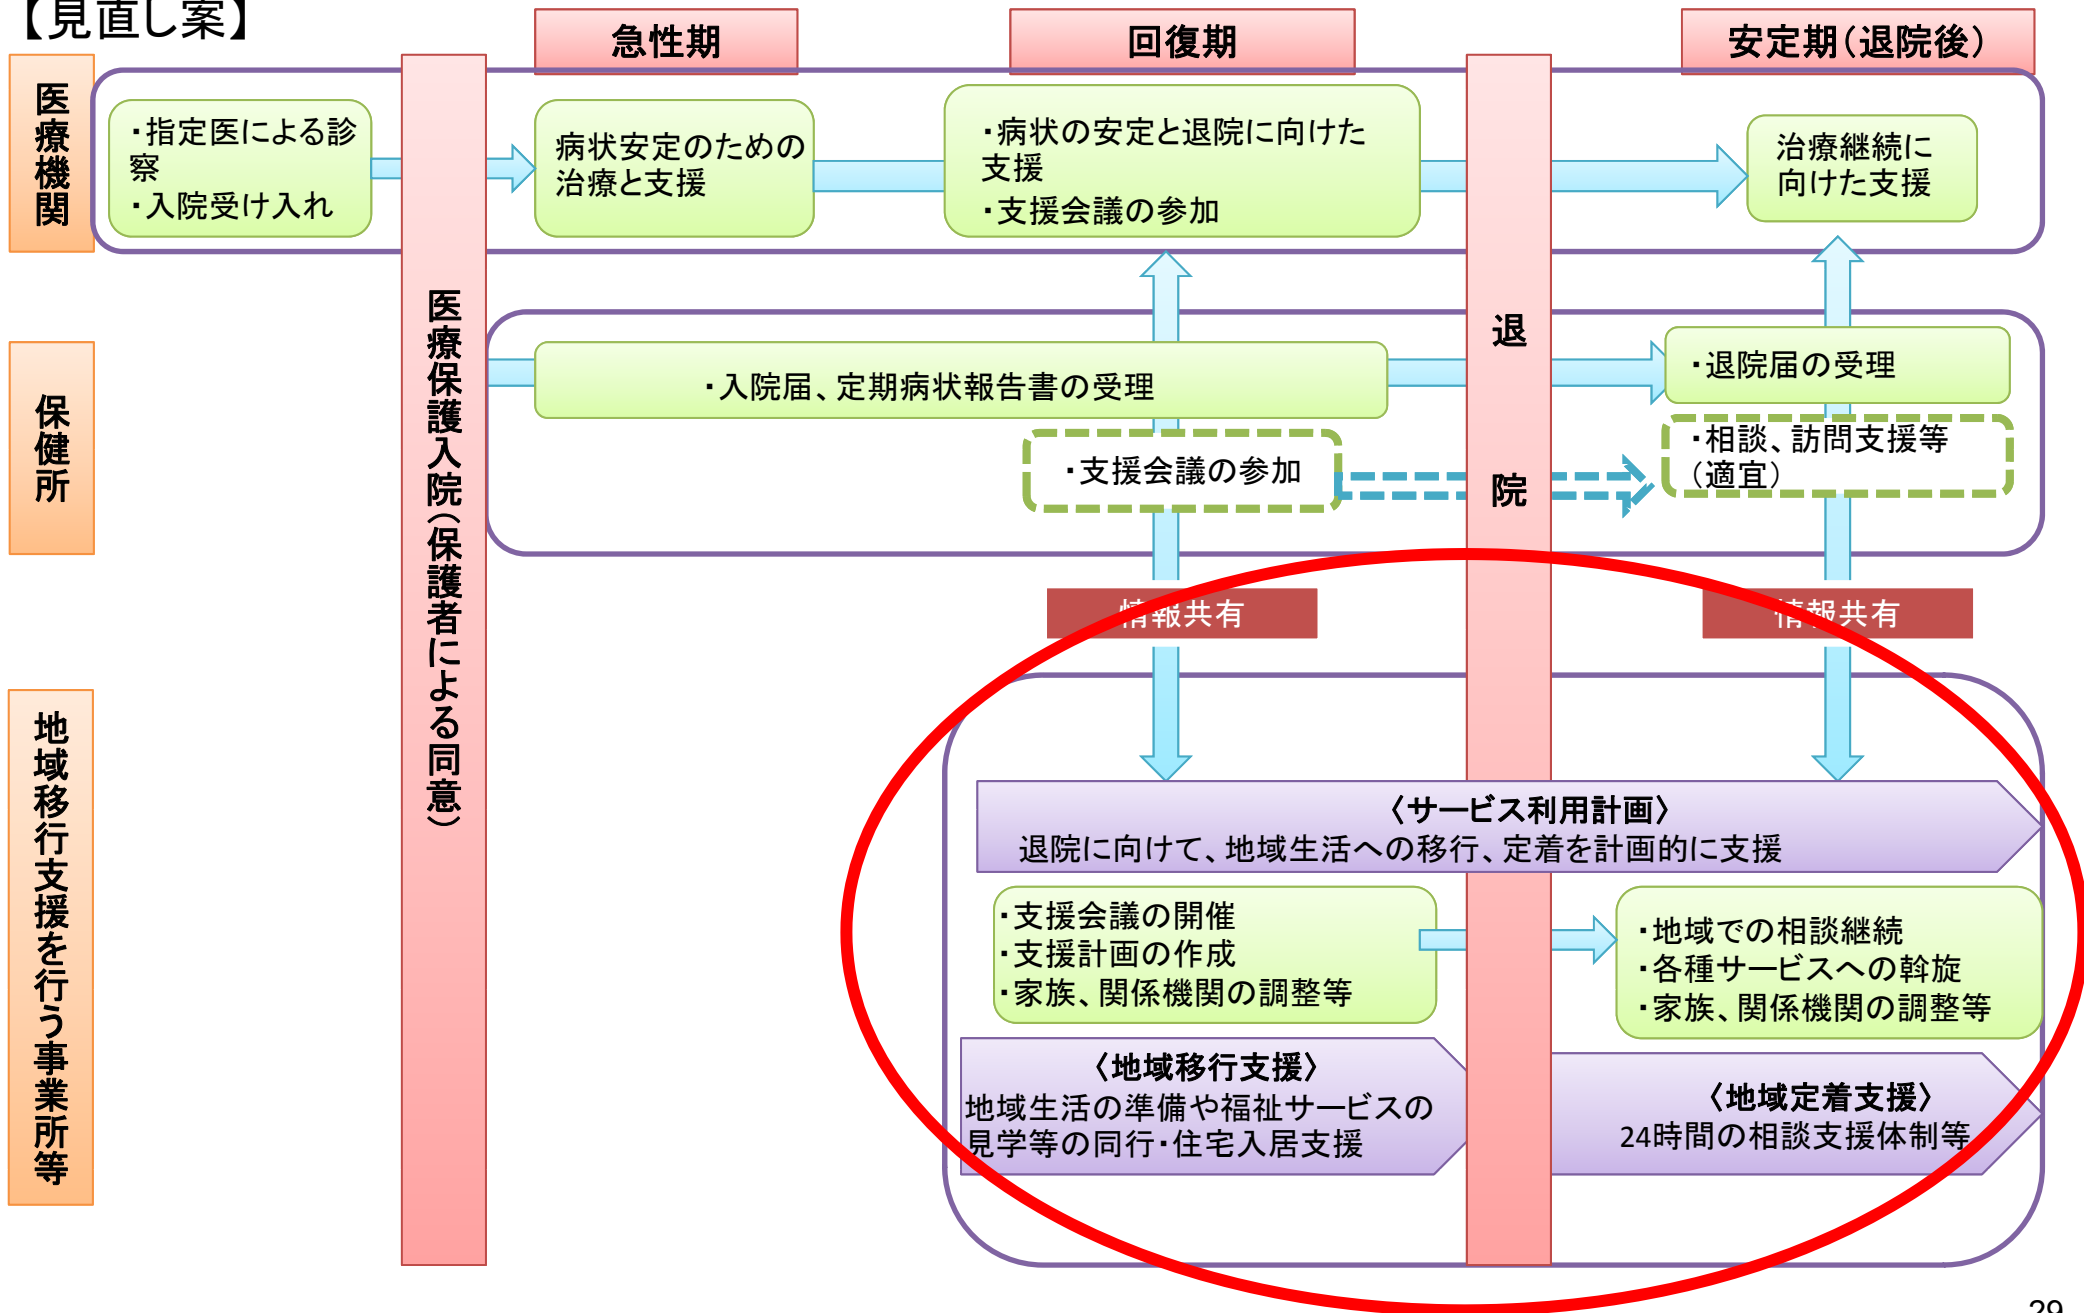 【見直し案】
急性期
回復期
安定期（退院後）
医療機関
・指定医による診
察
・入院受け入れ
病状安定のための
治療と支援
・病状の安定と退院に向けた
支援
・支援会議の参加
治療継続に
向けた支援
医療保護入院（保護者による同意）
退院
保健所
・入院届、定期病状報告書の受理
・退院届の受理
・支援会議の参加
・相談、訪問支援等
（適宜）
情報共有
情報共有
地域移行支援を行う事業所等
〈サービス利用計画〉
退院に向けて、地域生活への移行、定着を計画的に支援
・支援会議の開催
・支援計画の作成
・家族、関係機関の調整等
・地域での相談継続
・各種サービスへの斡旋
・家族、関係機関の調整等
〈地域移行支援〉
地域生活の準備や福祉サービスの
見学等の同行・住宅入居支援
〈地域定着支援〉
24時間の相談支援体制等
29